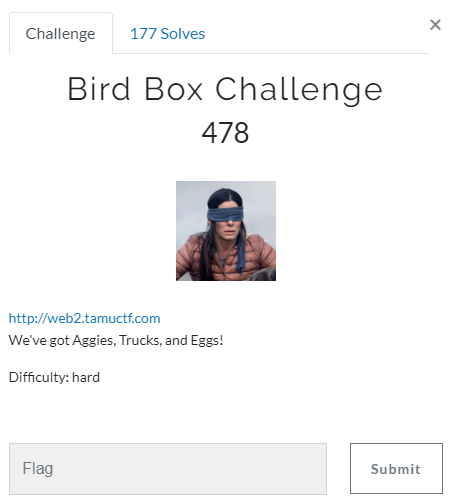 Challenge
177 Solves
×
Bird Box Challenge
478
http://web2.tamuctf.com
We've got Aggies, Trucks, and Eggs!
Difficulty: hard
Flag
Submit